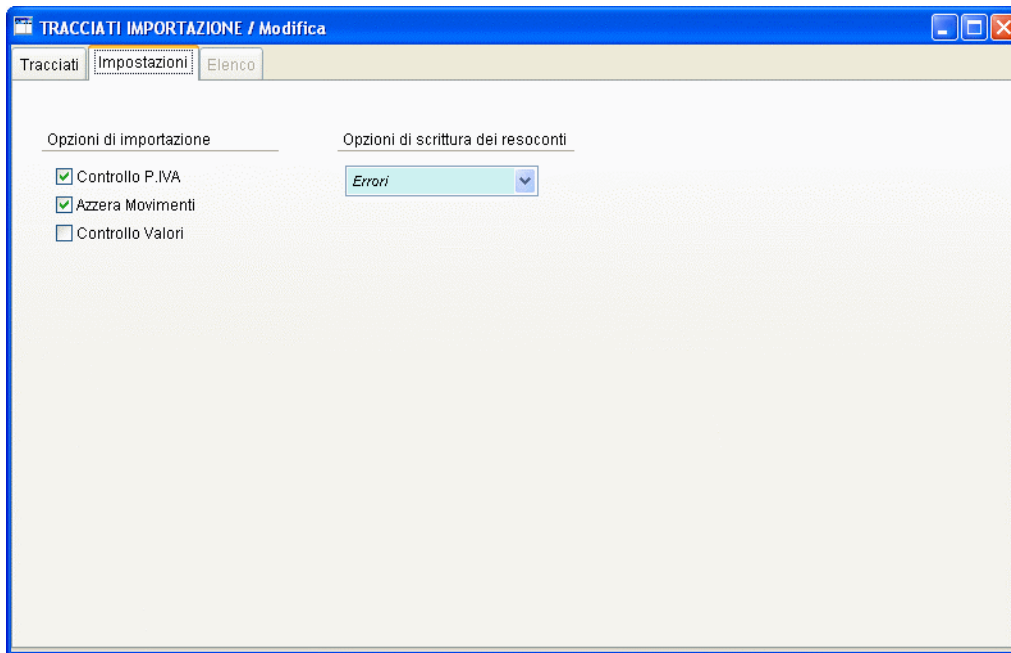 TRACCIATI IMPORTAZIONE / Modifica
Tracciati Impostazioni Elenco
Opzioni di importazione Opzioni di scrittura dei resoconti
Controllo P.IVA Errori
Azzera Movimenti
Controllo Valori